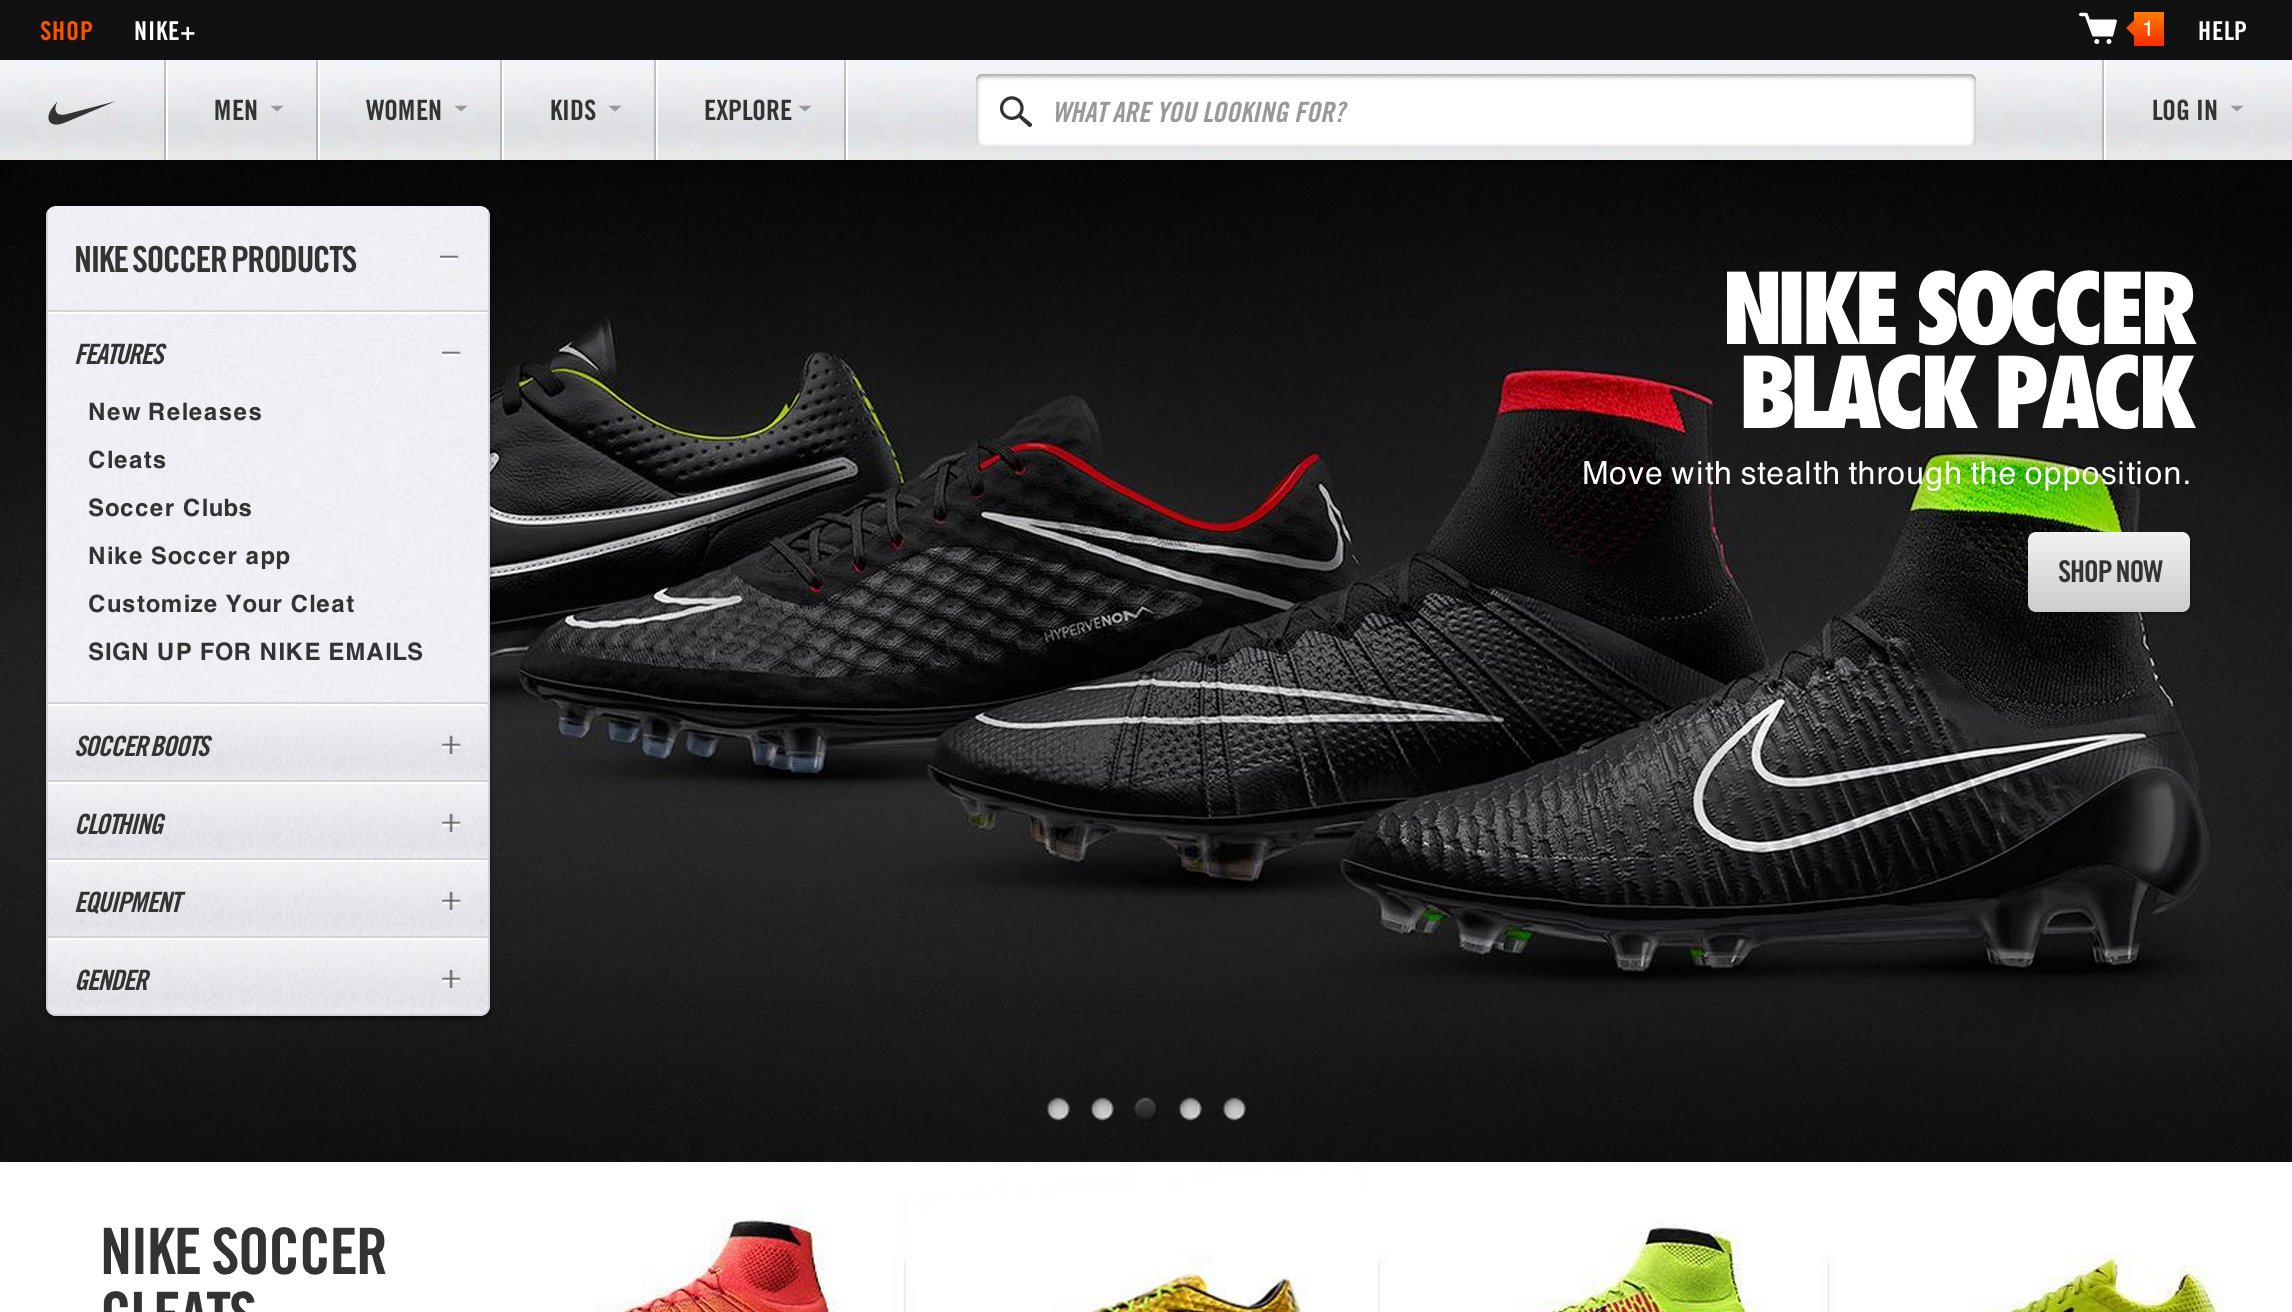 SHOP
NIKE+
1
HELP
MEN
WOMEN
KIDS
EXPLORE
WHAT ARE YOU LOOKING FOR?
LOG IN
NIKE SOCCER PRODUCTS
FEATURES
New Releases
Cleats
Soccer Clubs
Nike Soccer app
Customize Your Cleat
SIGN UP FOR NIKE EMAILS
SOCCER BOOTS
CLOTHING
EQUIPMENT
GENDER
NIKE SOCCER
BLACK PACK
Move with stealth through the opposition.
SHOP NOW
HYPERVENOM
NIKE SOCCER
CLEATS